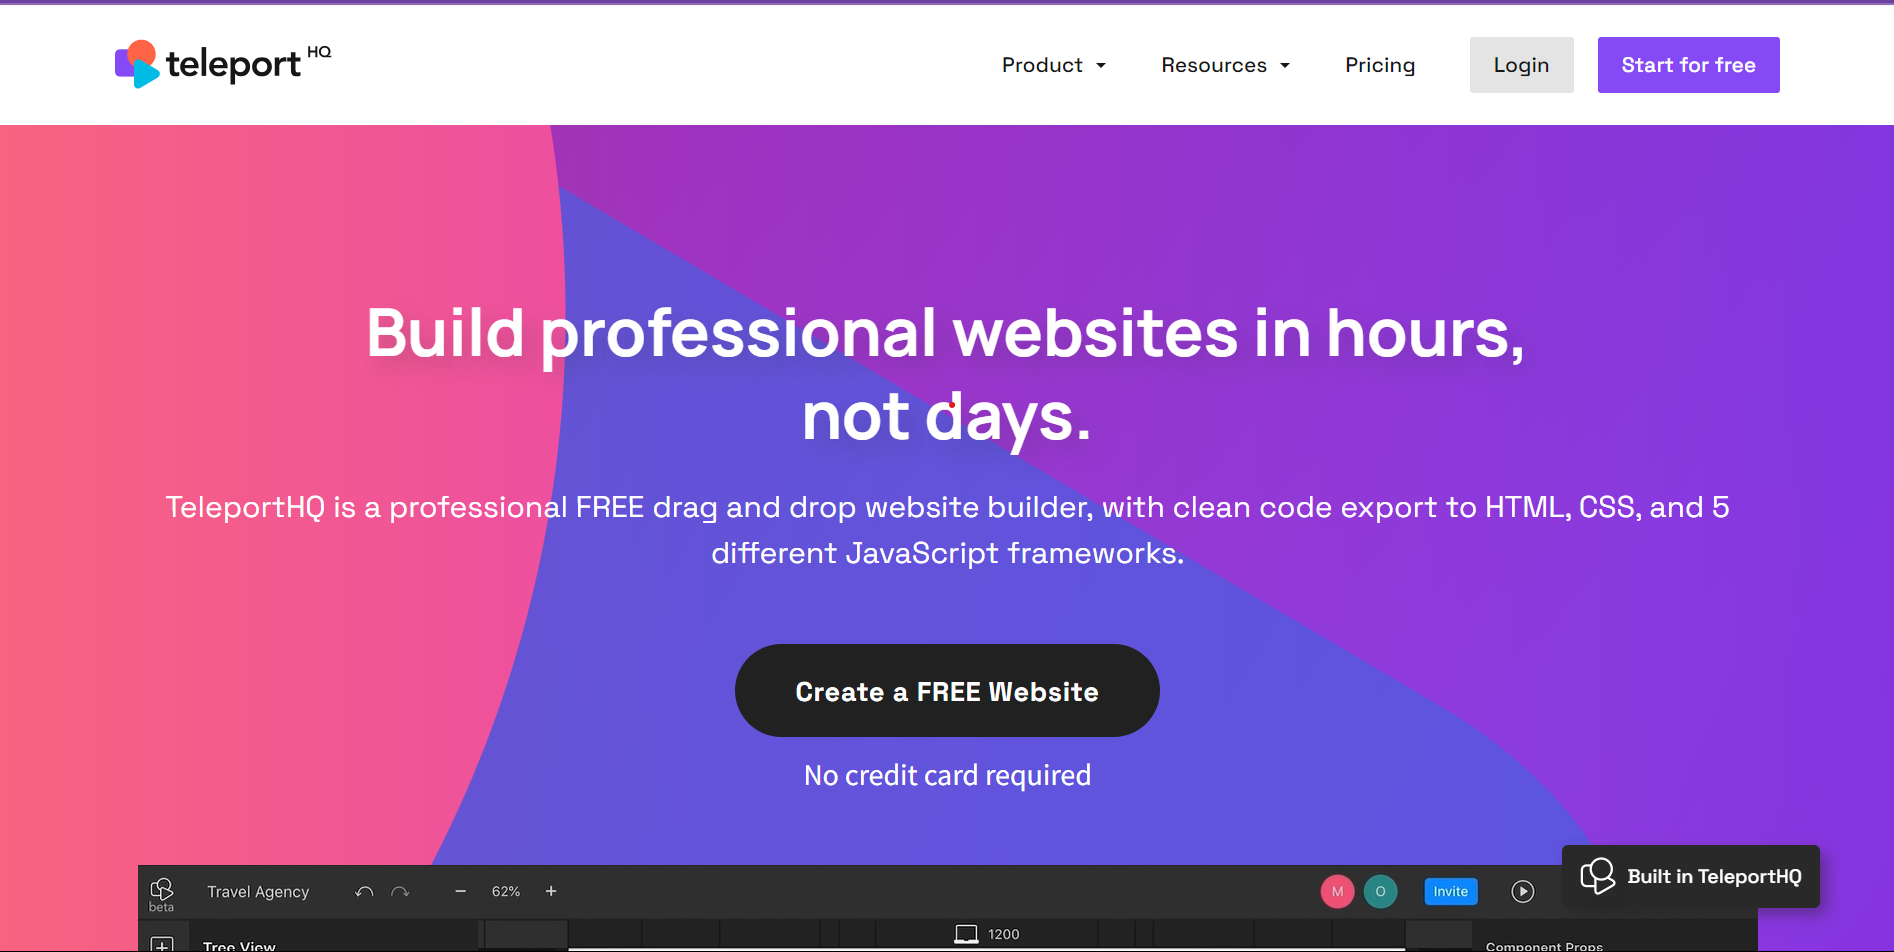 teleport HQ
Product
Resources
Pricing
Login
Start for free
Build professional websites in hours,
not days.
TeleportHQ is a professional FREE drag and drop website builder, with clean code export to HTML, CSS, and 5
different JavaScript frameworks.
Create a FREE Website
No credit card required
beta
Travel Agency
62%
M
O
Invite
Built in TeleportHQ
Tree View
1200
Component Props